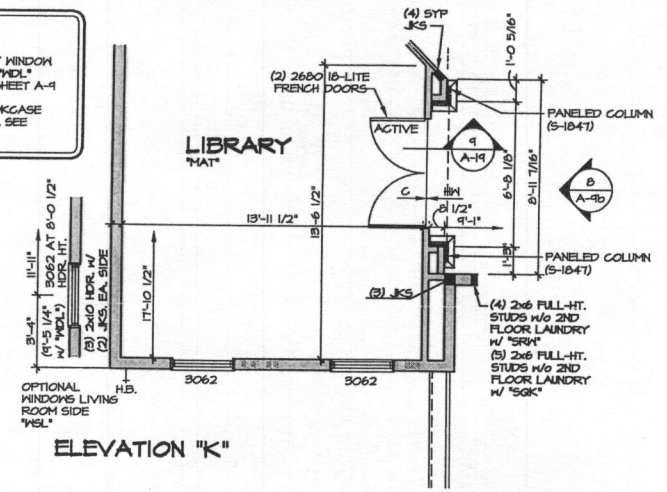 WINDOW
"WDL"
SHEET A-9
SEE
(4) SYP
JKS
1'-0 5/16"
(2) 2680 18-LITE
FRENCH DOORS
ACTIVE
PANELED COLUMN
(S-1847)
LIBRARY
"MAT"
9
A-19
6'-8 1/8"
8'-11 7/16"
8
A-9b
C
HW
8 1/2"
9'-1"
13'-11 1/2"
13'-6 1/2"
17'-10 1/2"
1'-3"
PANELED COLUMN
(S-1847)
(3) JKS
(4) 2x6 FULL-HT.
STUDS W/O 2ND
FLOOR LAUNDRY
W/ "SRW"
(5) 2x6 FULL-HT.
STUDS W/O 2ND
FLOOR LAUNDRY
W/ "SGK"
11'-11"
3062 AT 8'-0 1/2"
HDR. HT.
3'-4"
(9'-5 1/4"
W/ "WDL")
(3) 2x10 HDR. W/
(2) JKS. EA. SIDE
3062
3062
H.B.
OPTIONAL
WINDOWS LIVING
ROOM SIDE
"WSL"
ELEVATION "K"